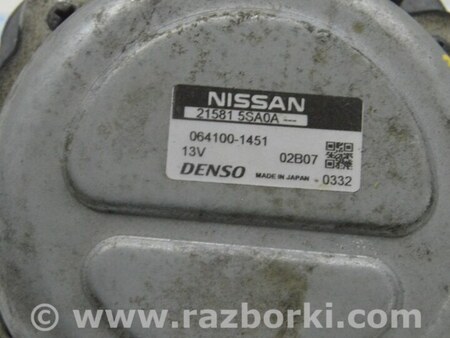 NISSAN
21581 5SA0A
064100-1451
13V 02B07
DENSO MADE IN JAPAN - 0332
© www.razborki.com